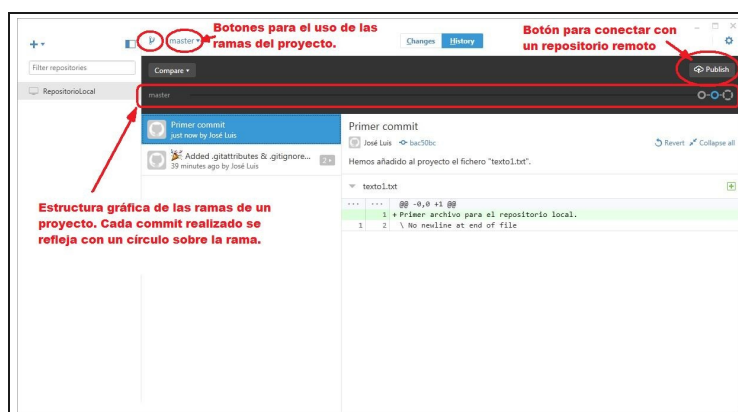 Botones para el uso de las
ramas del proyecto.
Botón para conectar con
un repositorio remoto
master
Changes
History
Filter repositories
Compare
Publish
RepositorioLocal
master
Primer commit
just now by José Luis
Added .gitattributes & .gitignore...
39 minutes ago by José Luis
2+
Primer commit
José Luis bac50bc
Revert Collapse all
Hemos añadido al proyecto el fichero "texto1.txt".
texto1.txt
... ... @@ -0,0 +1 @@
1 + Primer archivo para el repositorio local.
1 2 \ No newline at end of file
Estructura gráfica de las ramas de un
proyecto. Cada commit realizado se
refleja con un círculo sobre la rama.